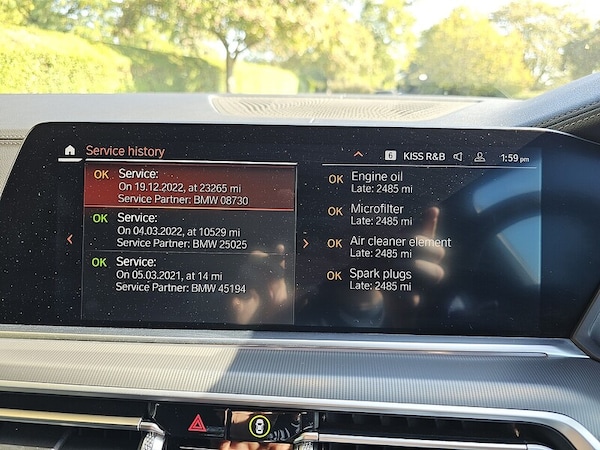 Service history
6 KISS R&B 1:59 pm
OK Service:
On 19.12.2022, at 23265 mi
Service Partner: BMW 08730
OK Service:
On 04.03.2022, at 10529 mi
Service Partner: BMW 25025
OK Service:
On 05.03.2021, at 14 mi
Service Partner: BMW 45194
OK Engine oil
Late: 2485 mi
OK Microfilter
Late: 2485 mi
OK Air cleaner element
Late: 2485 mi
OK Spark plugs
Late: 2485 mi